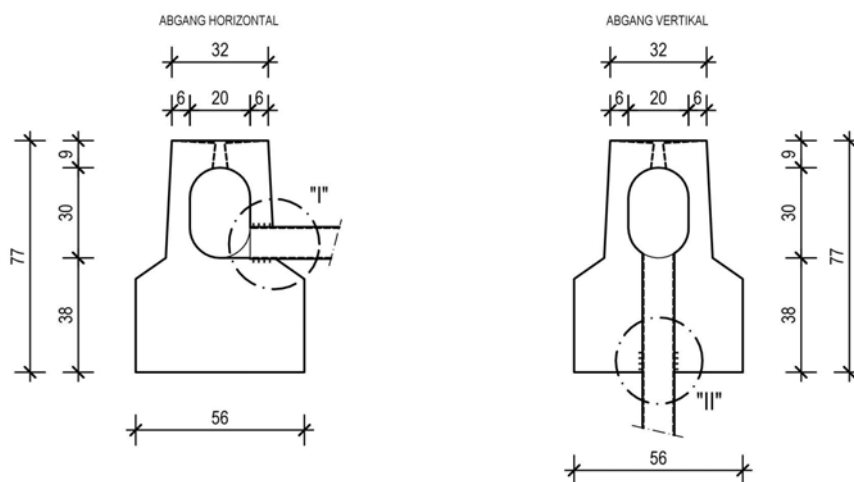 ABGANG HORIZONTAL
32
6 20 6
9
30
77
38
"I"
56
ABGANG VERTIKAL
32
6 20 6
9
30
77
38
"II"
56